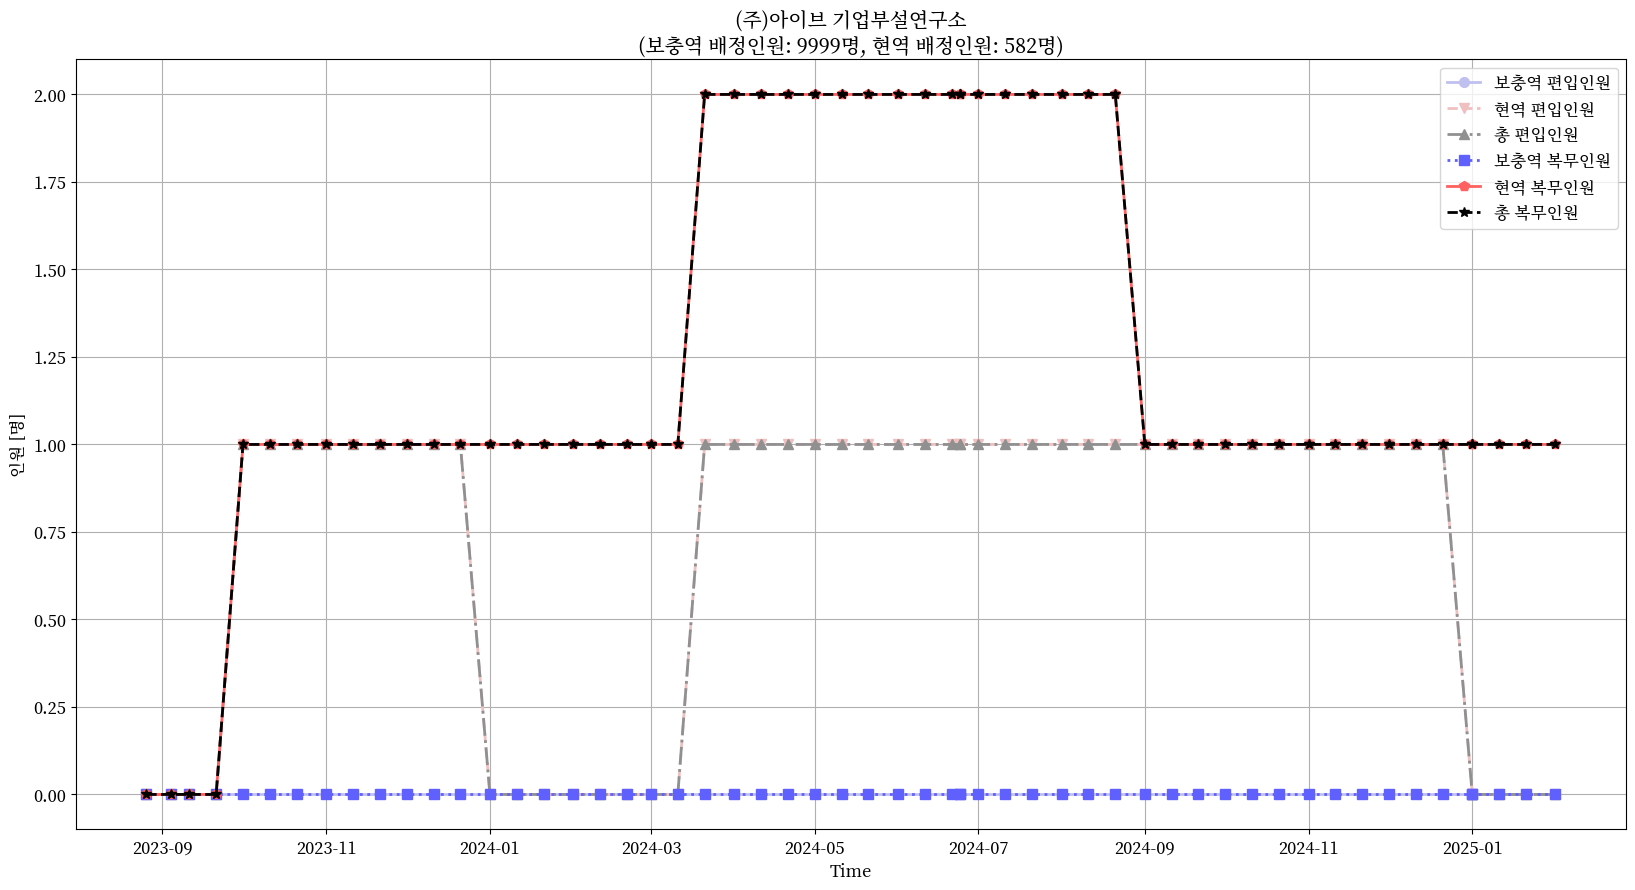 (주)아이브 기업부설연구소
(보충역 배정인원: 9999명, 현역 배정인원: 582명)
보충역 편입인원
현역 편입인원
총 편입인원
보충역 복무인원
현역 복무인원
총 복무인원
인원 [명]
2.00
1.75
1.50
1.25
1.00
0.75
0.50
0.25
0.00
2023-09 2023-11 2024-01 2024-03 2024-05 2024-07 2024-09 2024-11 2025-01
Time